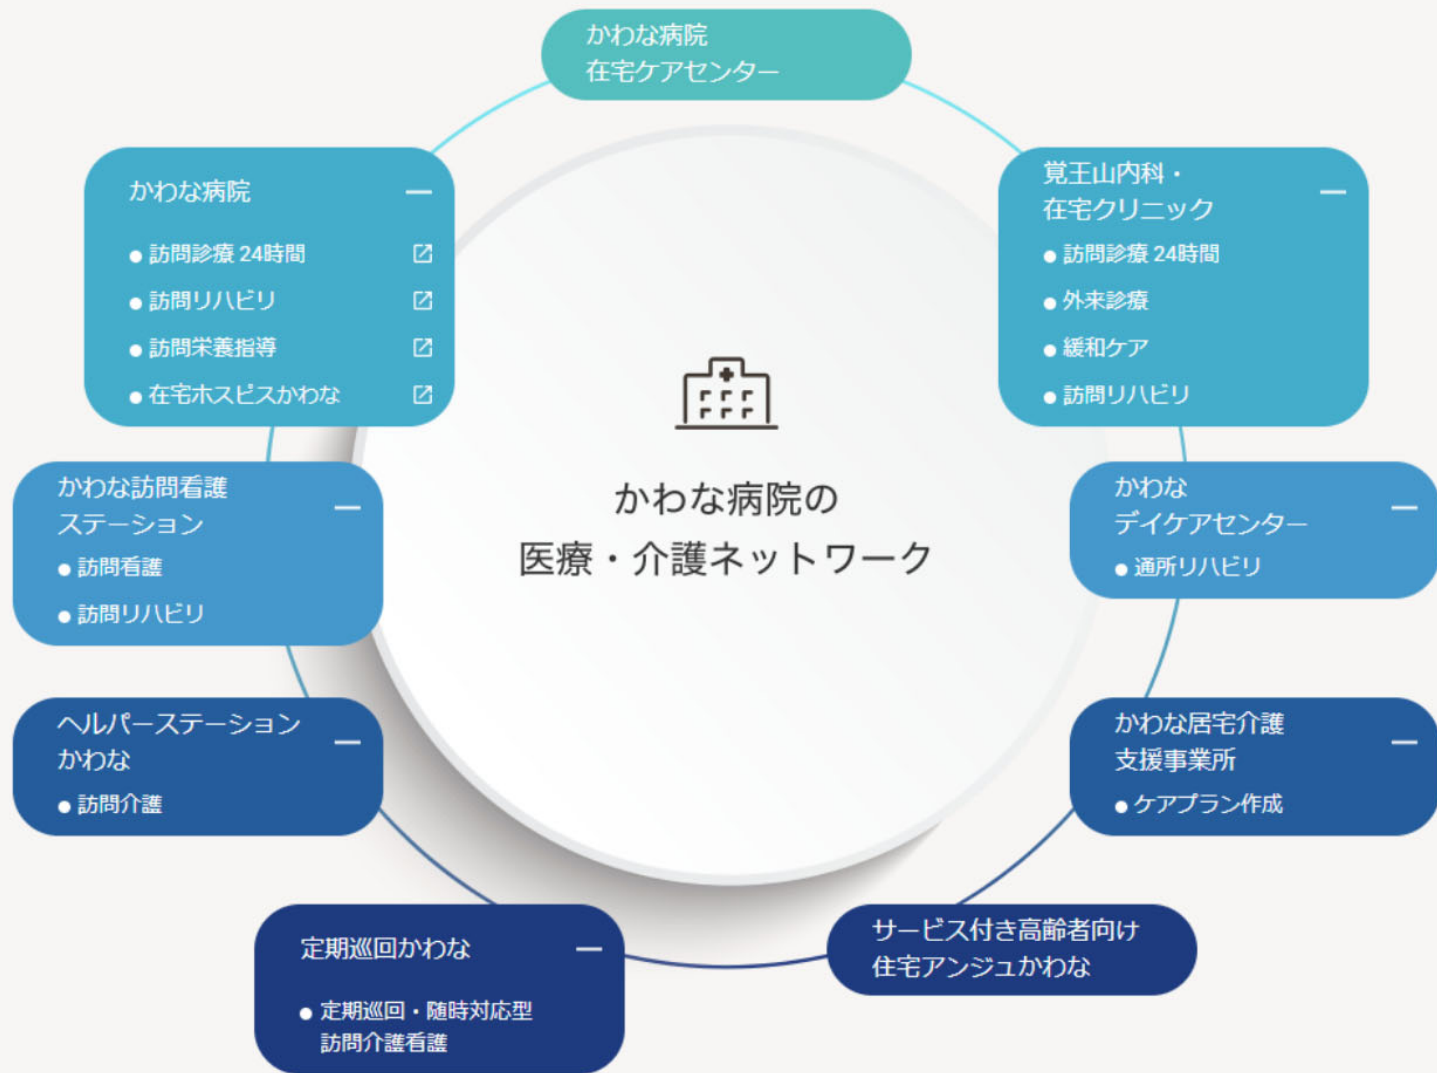 かわな病院
在宅ケアセンター
かわな病院
● 訪問診療 24時間
● 訪問リハビリ
● 訪問栄養指導
● 在宅ホスピスかわな
覚王山内科・
在宅クリニック
● 訪問診療 24時間
● 外来診療
● 緩和ケア
● 訪問リハビリ
かわな病院の
医療・介護ネットワーク
かわな訪問看護
ステーション
● 訪問看護
● 訪問リハビリ
かわな
デイケアセンター
● 通所リハビリ
ヘルパーステーション
かわな
● 訪問介護
かわな居宅介護
支援事業所
● ケアプラン作成
定期巡回かわな
● 定期巡回・随時対応型
訪問介護看護
サービス付き高齢者向け
住宅アンジュかわな